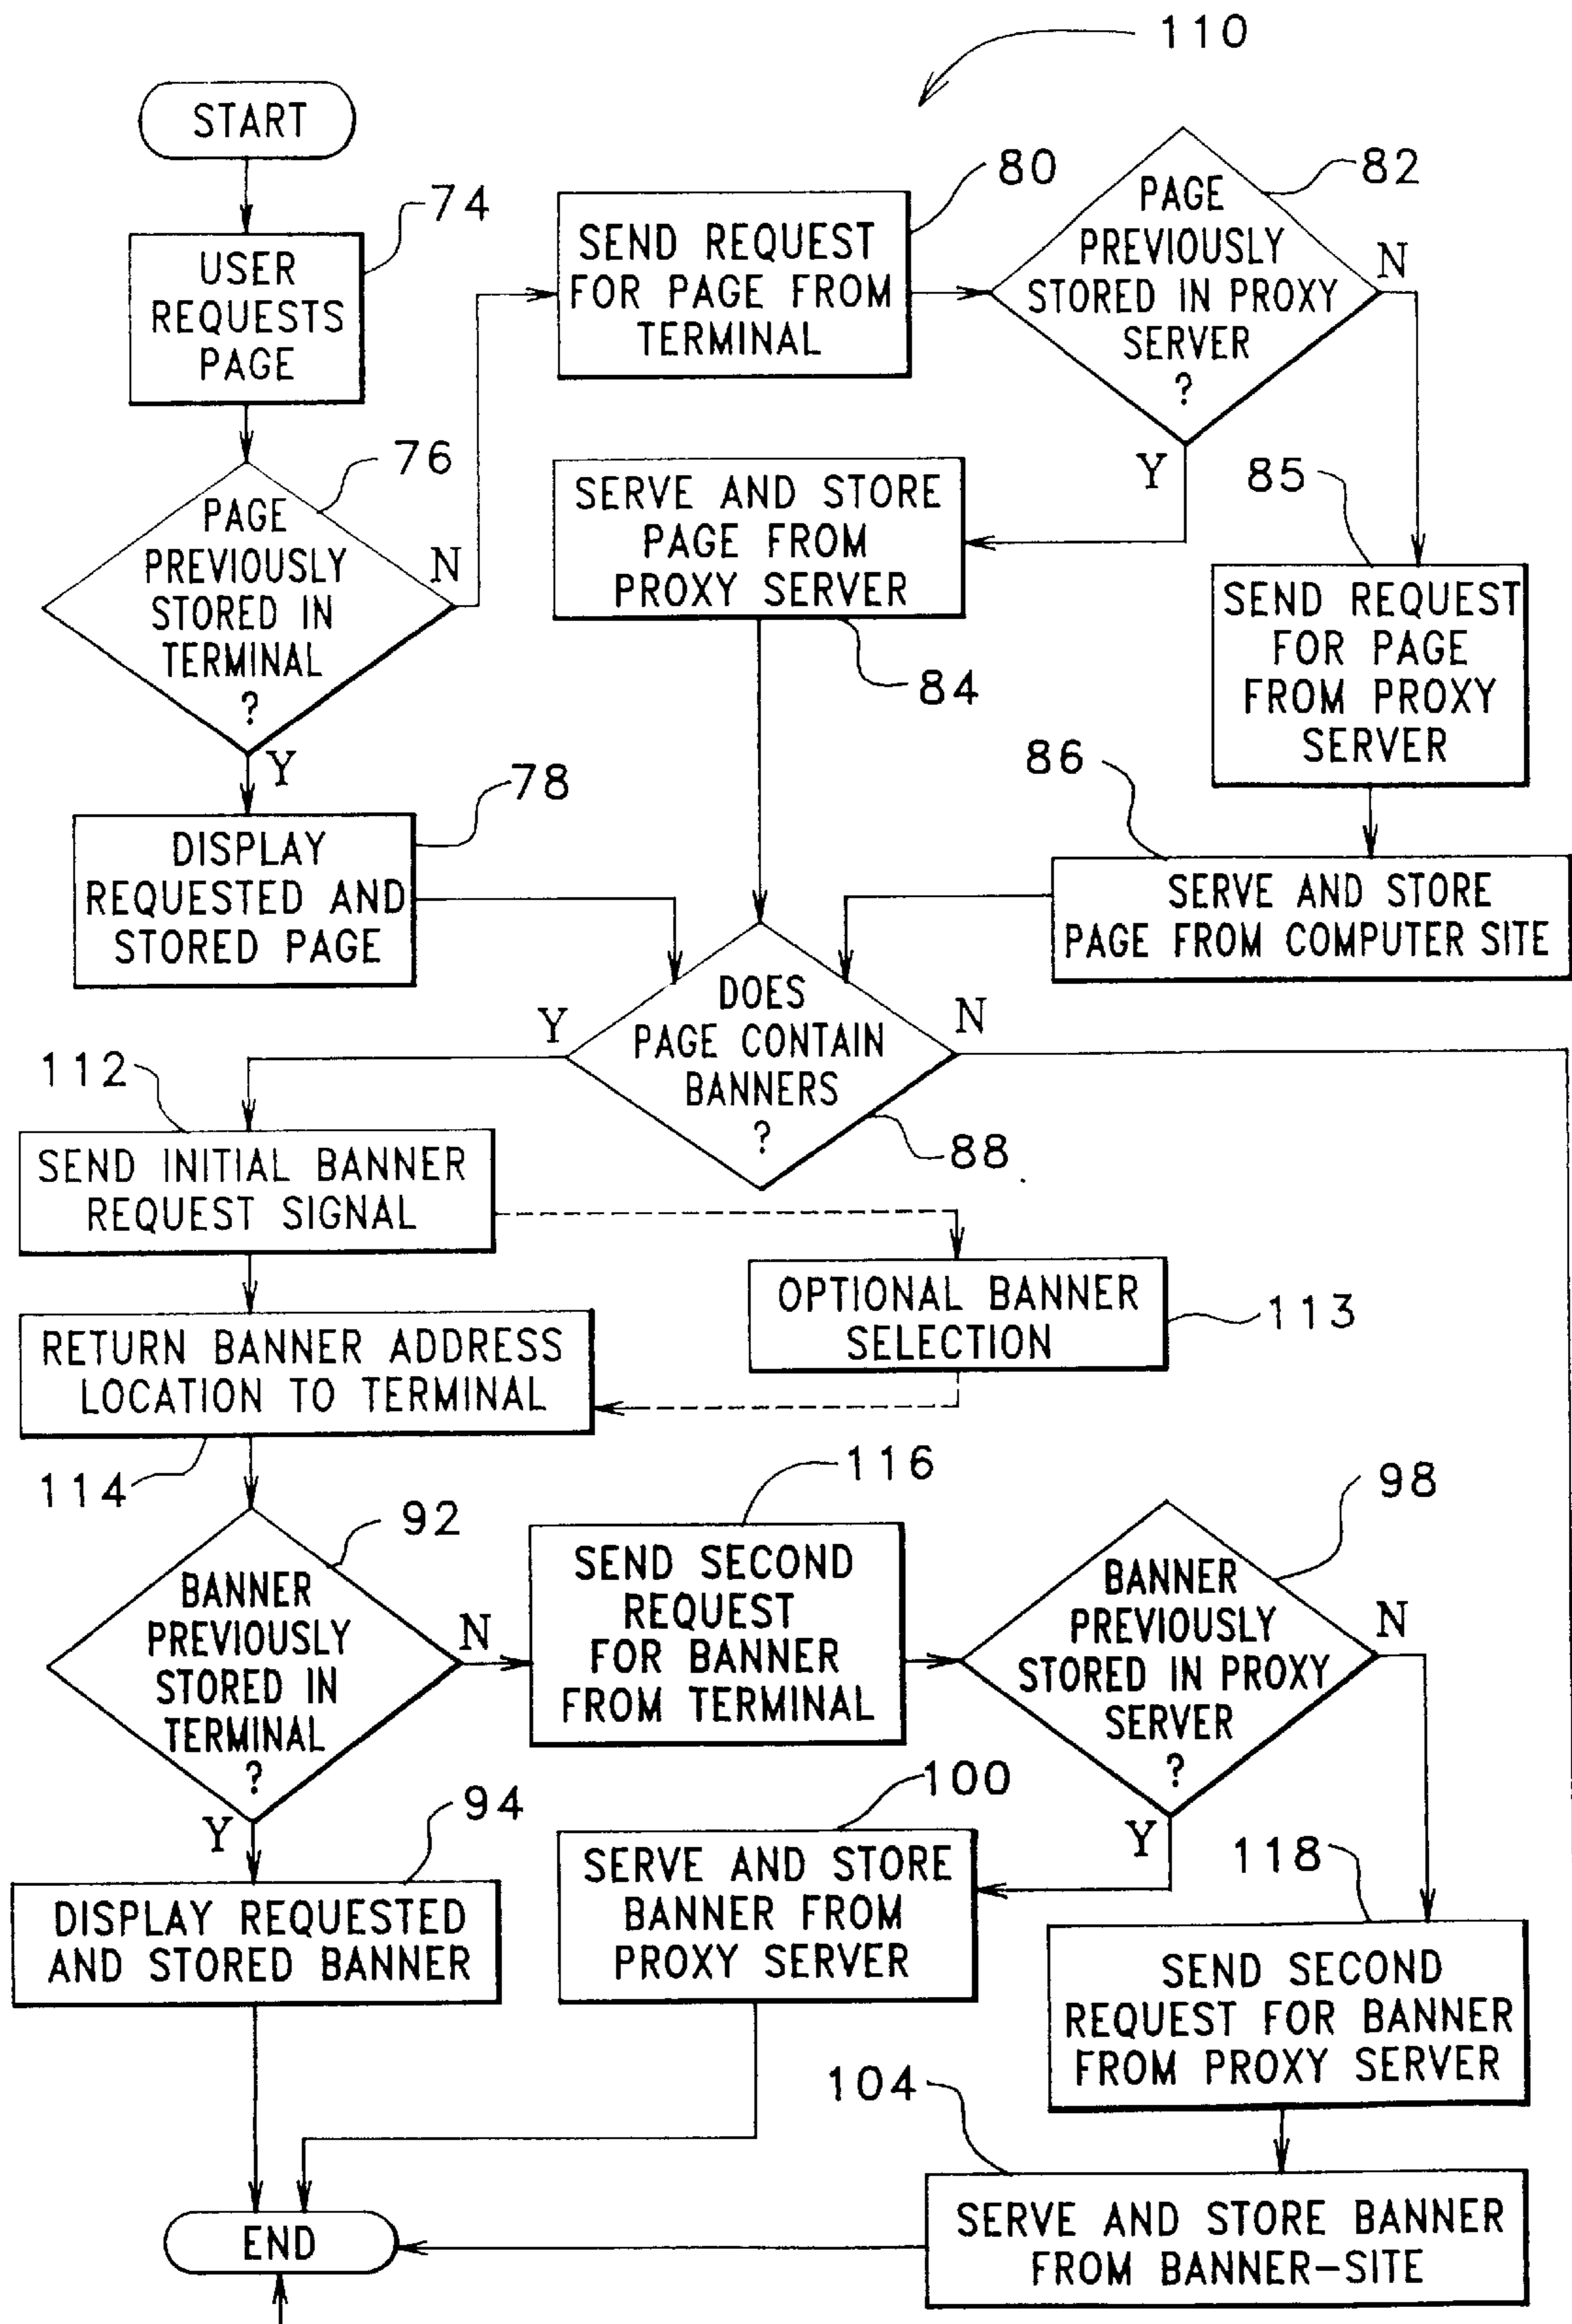 110
START
74
USER
REQUESTS
PAGE
80
SEND REQUEST
FOR PAGE FROM
TERMINAL
82
PAGE
PREVIOUSLY
STORED IN PROXY
SERVER
?
N
Y
76
PAGE
PREVIOUSLY
STORED IN
TERMINAL
?
N
Y
SERVE AND STORE
PAGE FROM
PROXY SERVER
84
85
SEND REQUEST
FOR PAGE
FROM PROXY
SERVER
78
DISPLAY
REQUESTED AND
STORED PAGE
86
SERVE AND STORE
PAGE FROM COMPUTER SITE
DOES
PAGE CONTAIN
BANNERS
?
Y
N
88
112
SEND INITIAL BANNER
REQUEST SIGNAL
OPTIONAL BANNER
SELECTION
113
RETURN BANNER ADDRESS
LOCATION TO TERMINAL
114
92
BANNER
PREVIOUSLY
STORED IN
TERMINAL
?
N
Y
116
SEND SECOND
REQUEST
FOR BANNER
FROM TERMINAL
98
BANNER
PREVIOUSLY
STORED IN PROXY
SERVER
?
N
Y
94
DISPLAY REQUESTED
AND STORED BANNER
100
SERVE AND STORE
BANNER FROM
PROXY SERVER
118
SEND SECOND
REQUEST FOR BANNER
FROM PROXY SERVER
104
SERVE AND STORE BANNER
FROM BANNER-SITE
END